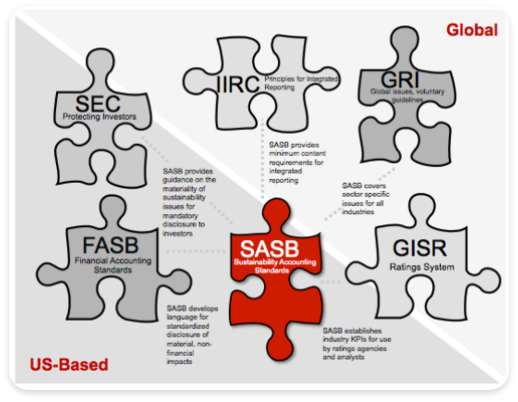 Global
SEC
Protecting Investors
IIRC
Principles for Integrated
Reporting
GRI
Global issues, voluntary
guidelines
SASB provides
guidance on the
materiality of
sustainability
issues for
mandatory
disclosure to
investors
SASB provides
minimum content
requirements for
integrated
reporting
SASB covers
sector specific
issues for all
industries
FASB
Financial Accounting
Standards
SASB
Sustainability Accounting
Standards
GISR
Ratings System
SASB develops
language for
standardized
disclosure of
material, non-
financial
impacts
SASB establishes
industry KPIs for use
by ratings agencies
and analysts
US-Based